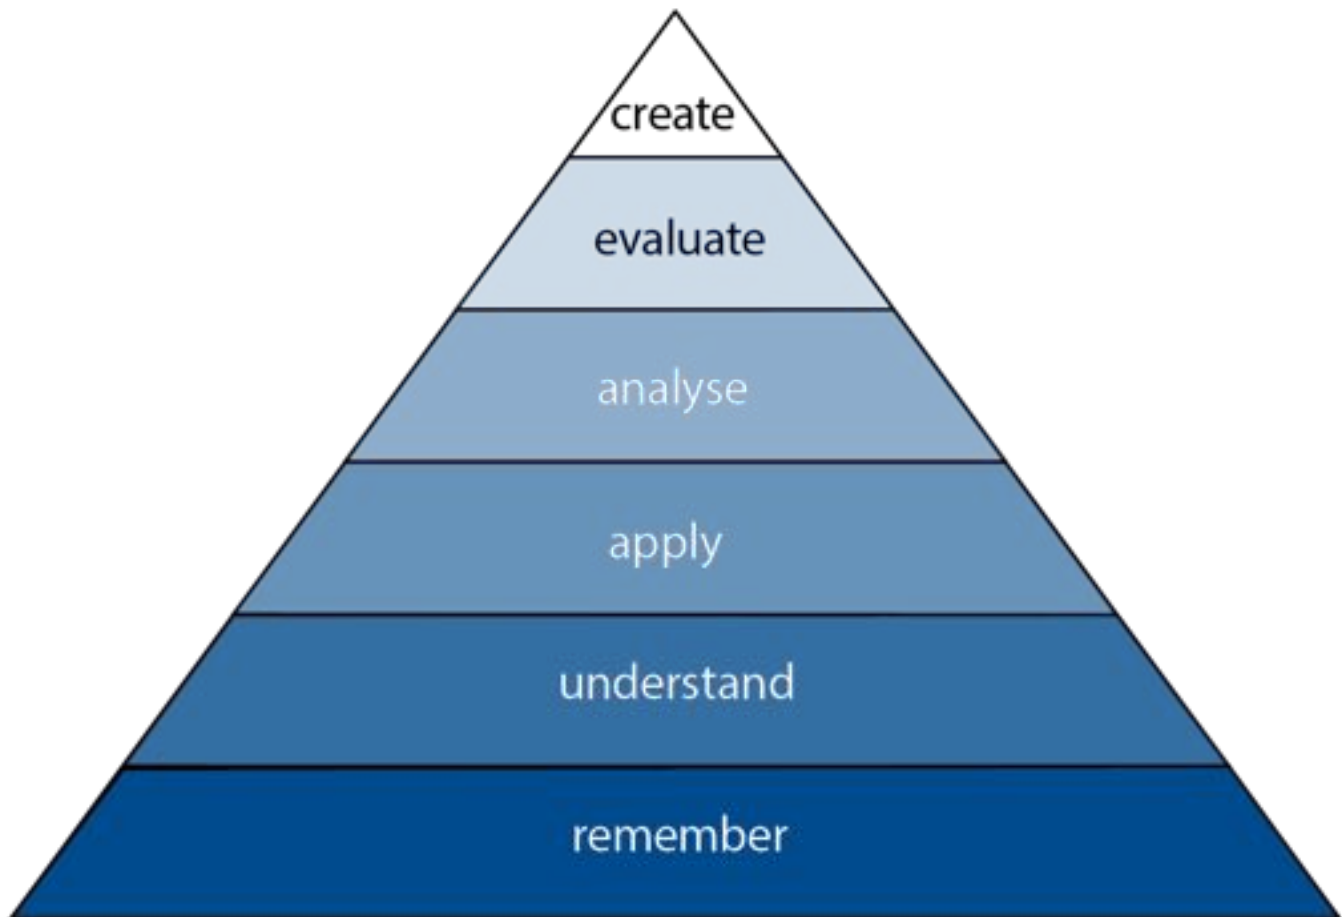 create
evaluate
analyse
apply
understand
remember